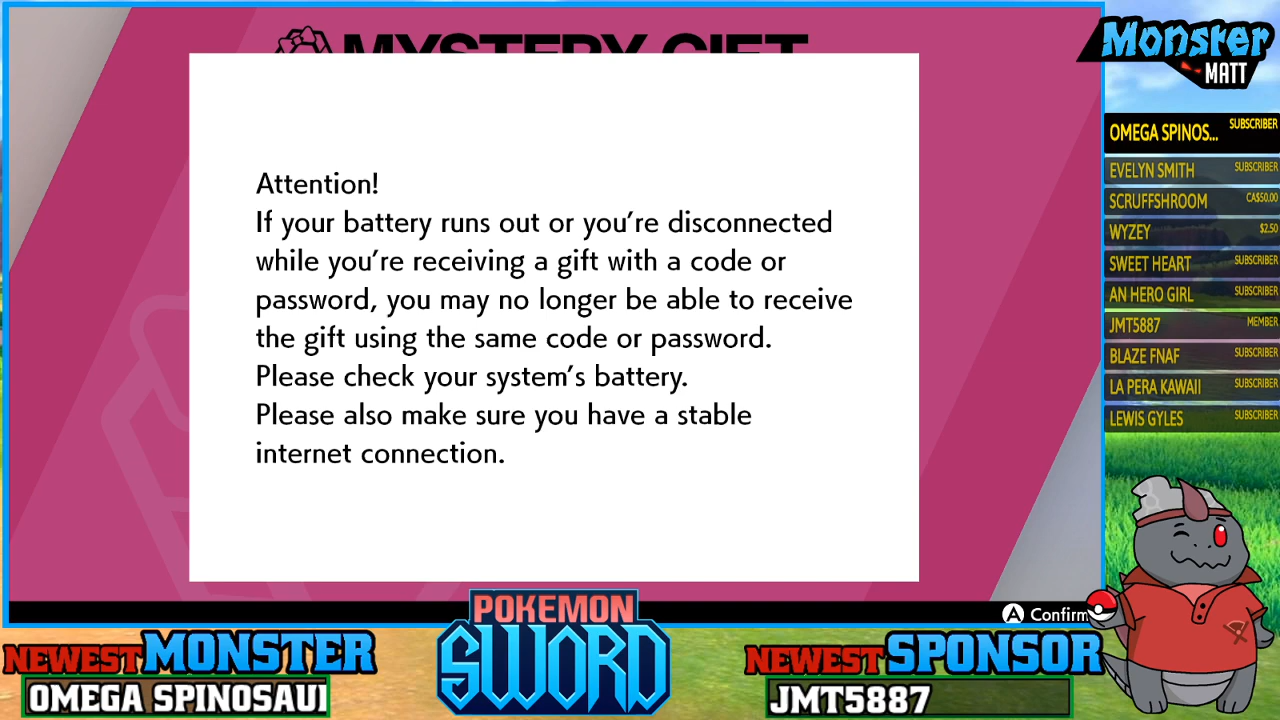 MYSTERY GIFT
Attention!
If your battery runs out or you're disconnected
while you're receiving a gift with a code or
password, you may no longer be able to receive
the gift using the same code or password.
Please check your system's battery.
Please also make sure you have a stable
internet connection.
A Confirm
Monster
MATT
OMEGA SPINOS... SUBSCRIBER
EVELYN SMITH SUBSCRIBER
SCRUFFSHROOM CA$50.00
WYZEY $2.50
SWEET HEART SUBSCRIBER
AN HERO GIRL SUBSCRIBER
JMT5887 MEMBER
BLAZE FNAF SUBSCRIBER
LA PERA KAWAII SUBSCRIBER
LEWIS GYLES SUBSCRIBER
NEWEST MONSTER
OMEGA SPINOSAU
POKEMON
SWORD
NEWEST SPONSOR
JMT5887